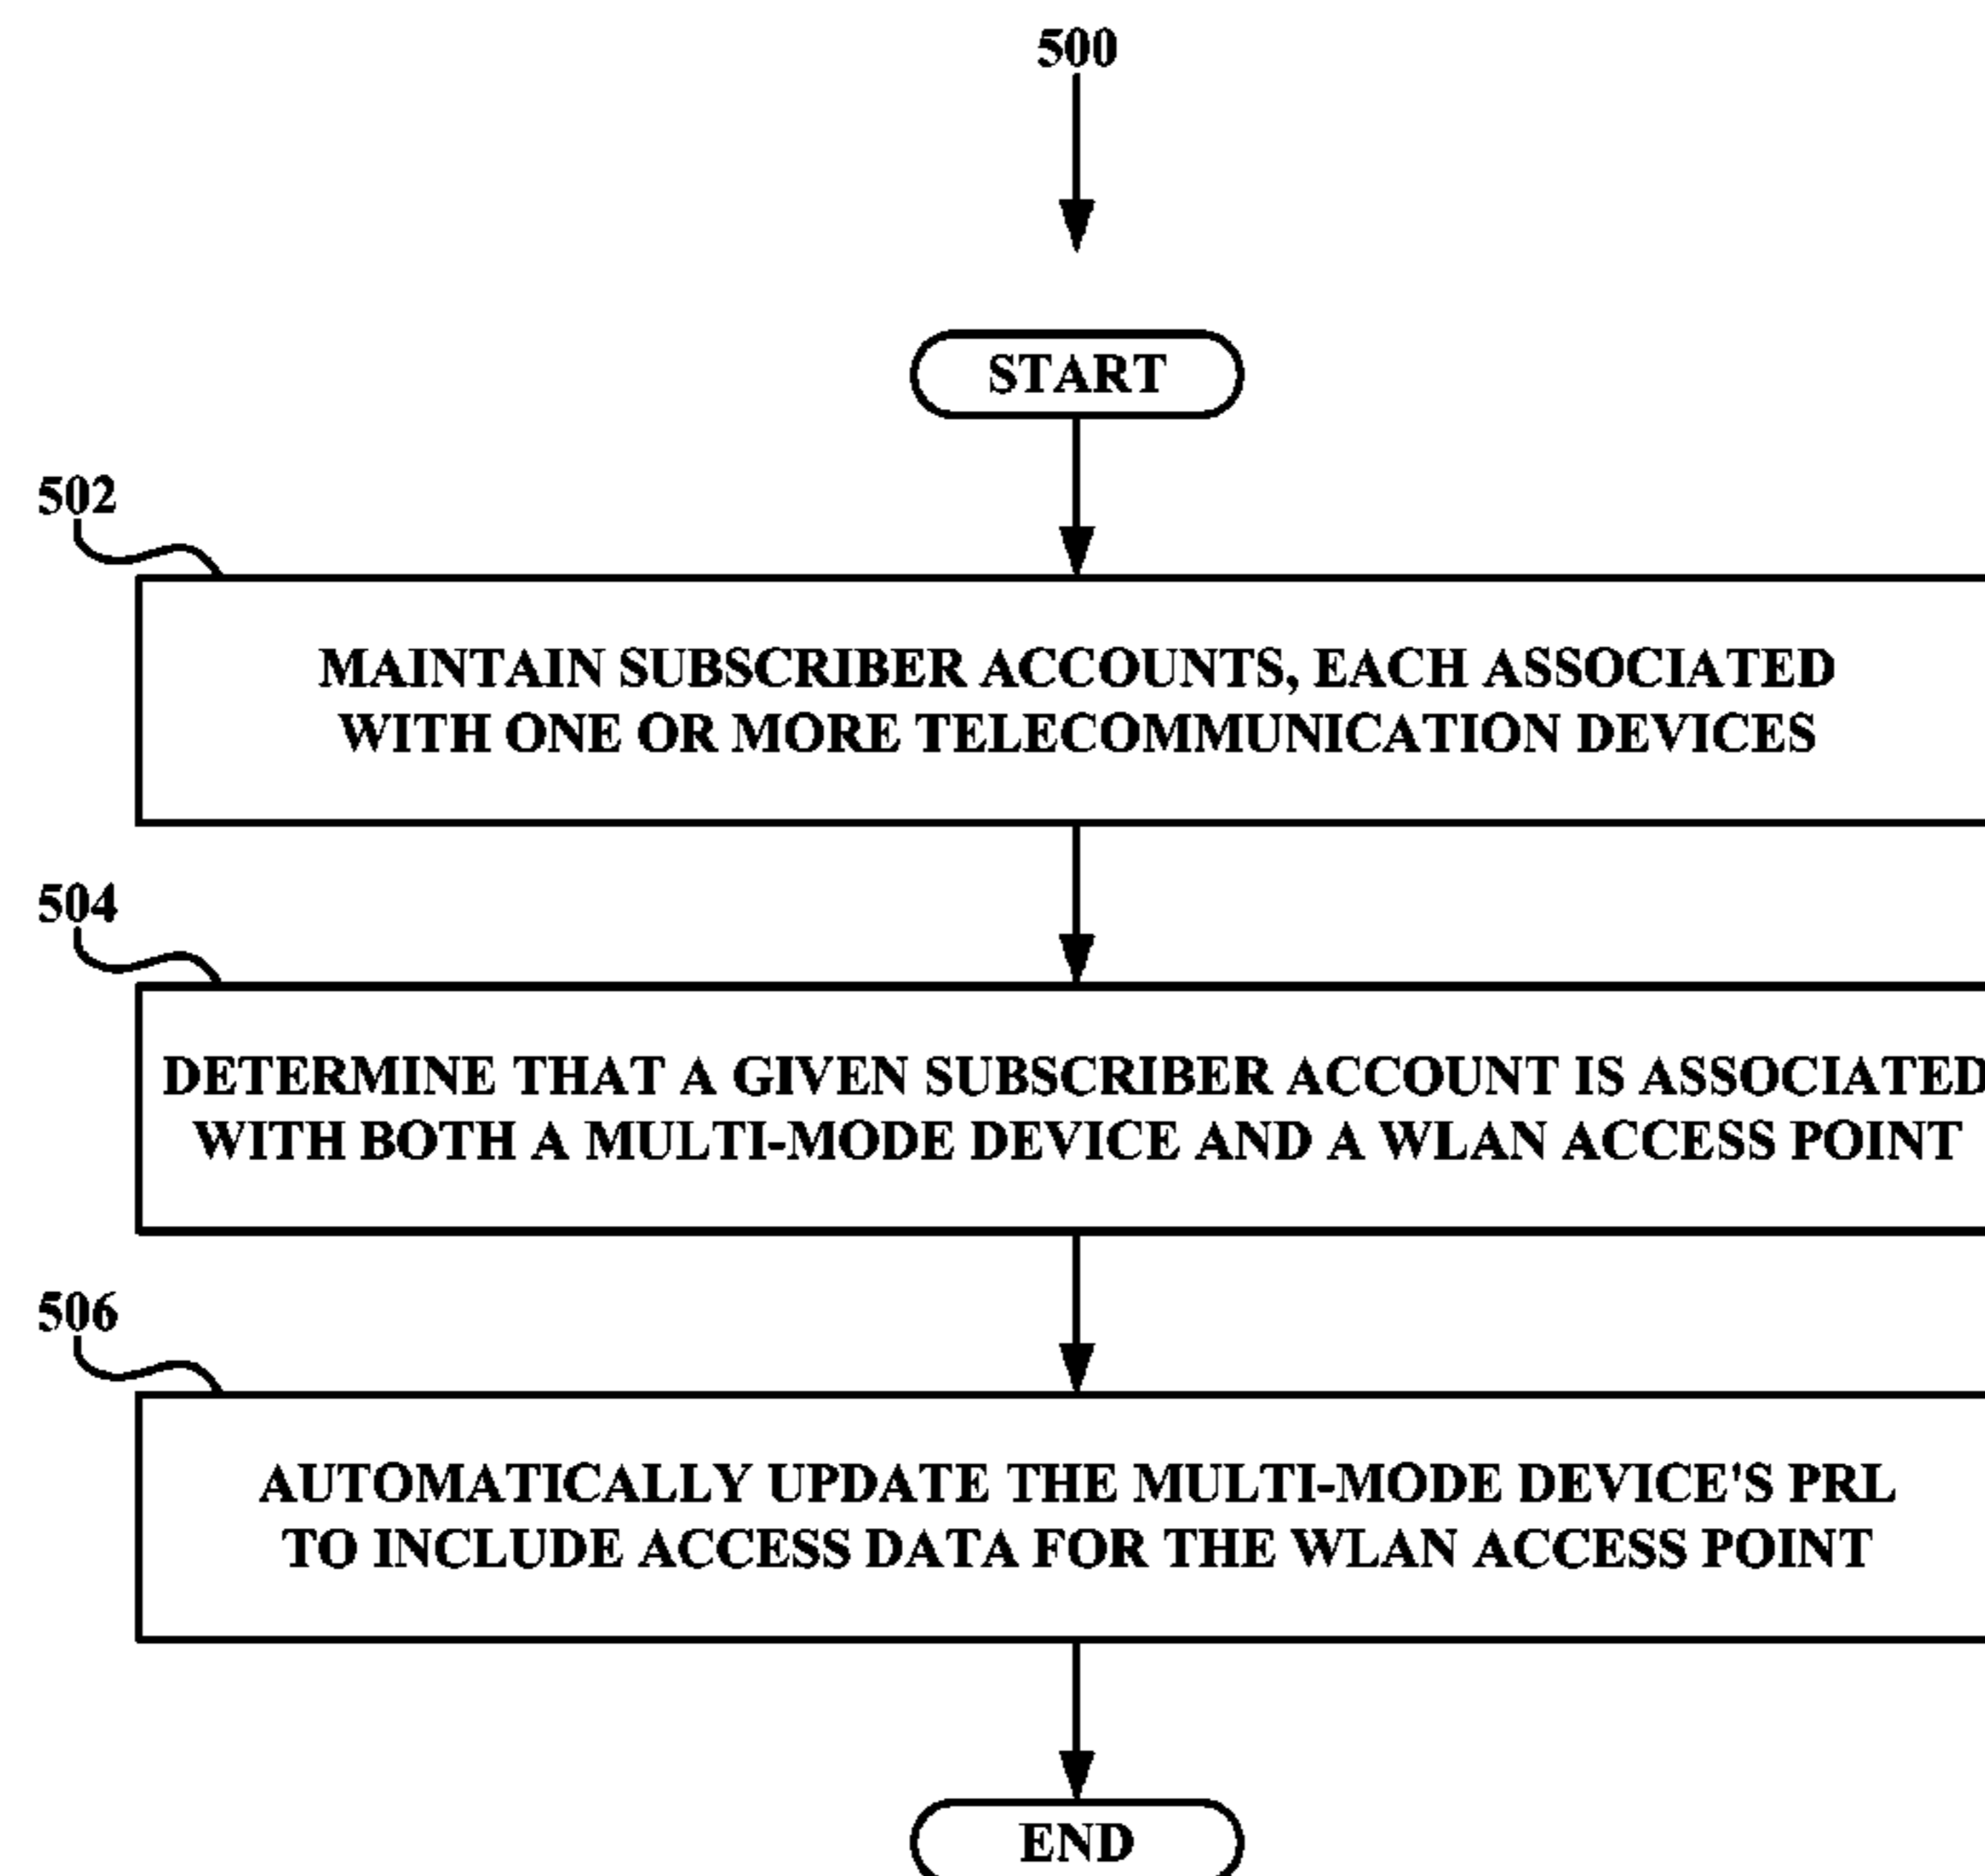 500
START
502
MAINTAIN SUBSCRIBER ACCOUNTS, EACH ASSOCIATED
WITH ONE OR MORE TELECOMMUNICATION DEVICES
504
DETERMINE THAT A GIVEN SUBSCRIBER ACCOUNT IS ASSOCIATED
WITH BOTH A MULTI-MODE DEVICE AND A WLAN ACCESS POINT
506
AUTOMATICALLY UPDATE THE MULTI-MODE DEVICE'S PRL
TO INCLUDE ACCESS DATA FOR THE WLAN ACCESS POINT
END